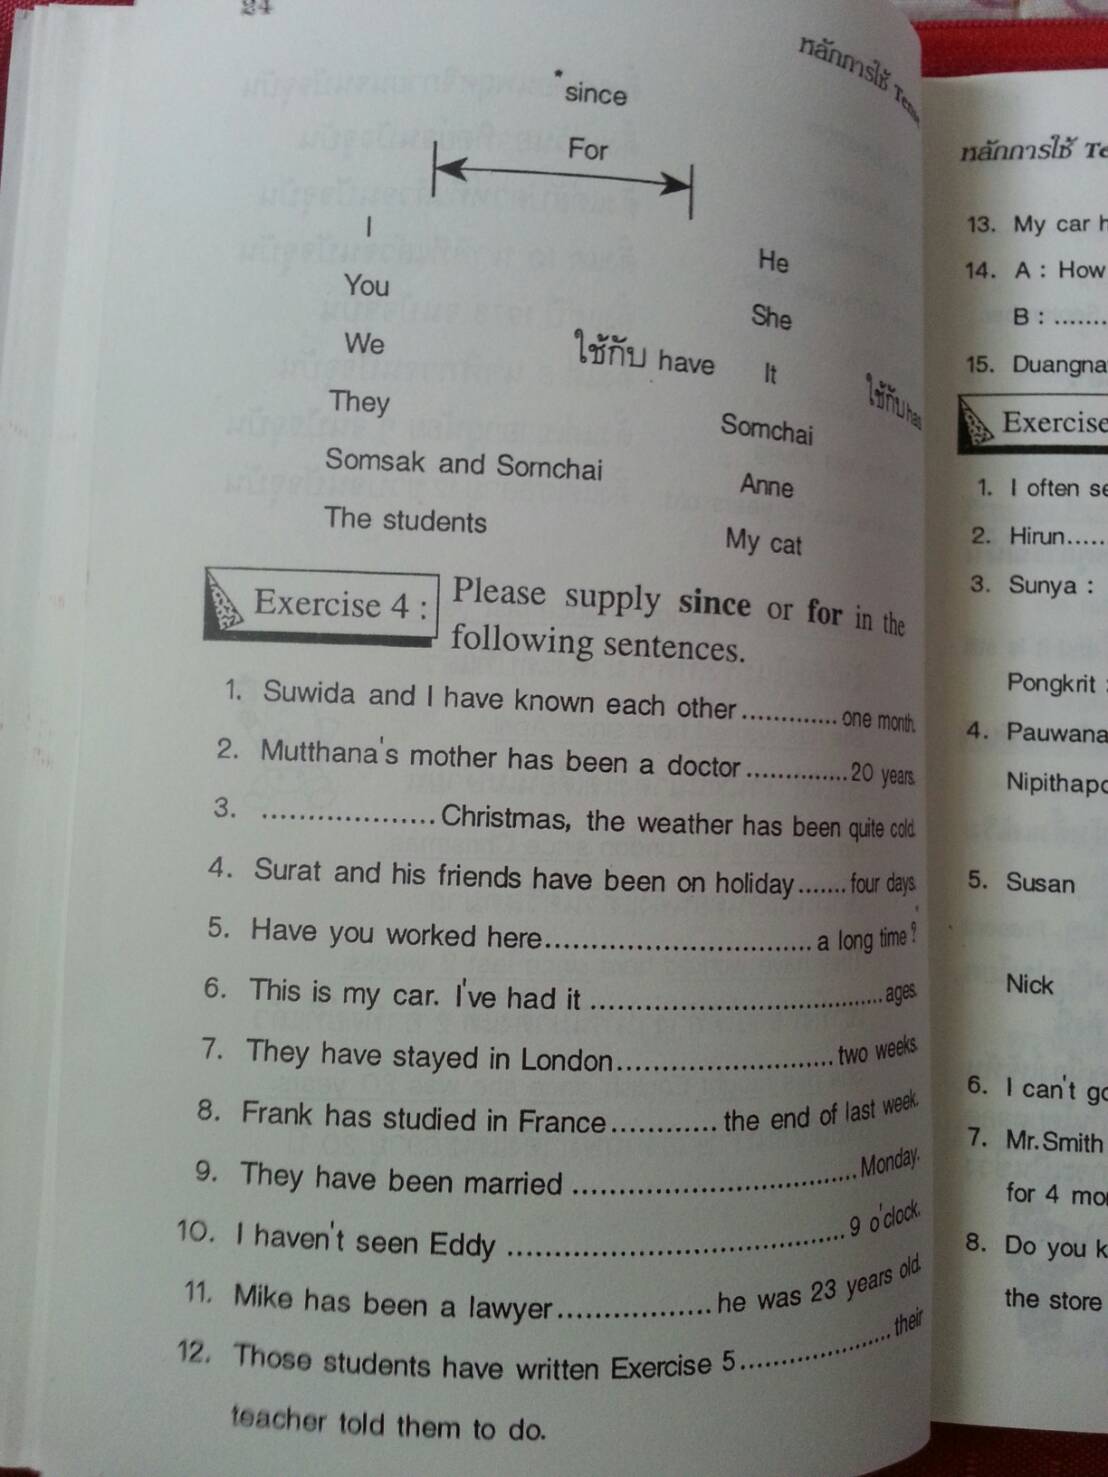 24
หลักการใช้ Tense
*since
For
I
You
We
They
Somsak and Somchai
The students
ใช้กับ have
He
She
It
Somchai
Anne
My cat
ใช้กับ has
Exercise 4 : Please supply since or for in the
following sentences.
1. Suwida and I have known each other............. one month.
2. Mutthana's mother has been a doctor..............20 years.
3. ...................Christmas, the weather has been quite cold.
4. Surat and his friends have been on holiday....... four days.
5. Have you worked here................................ a long time?
6. This is my car. I've had it ......................................ages.
7. They have stayed in London...........................two weeks.
8. Frank has studied in France............ the end of last week.
9. They have been married ...................................Monday.
10. I haven't seen Eddy ..........................................9 o'clock.
11. Mike has been a lawyer.................he was 23 years old.
12. Those students have written Exercise 5....................their
teacher told them to do.
หลักการใช้ Te
13. My car h
14. A : How
B : .......
15. Duangna
Exercise
1. I often se
2. Hirun.....
3. Sunya :
Pongkrit :
4. Pauwana
Nipithapo
5. Susan
Nick
6. I can't go
7. Mr.Smith
for 4 mo
8. Do you k
the store